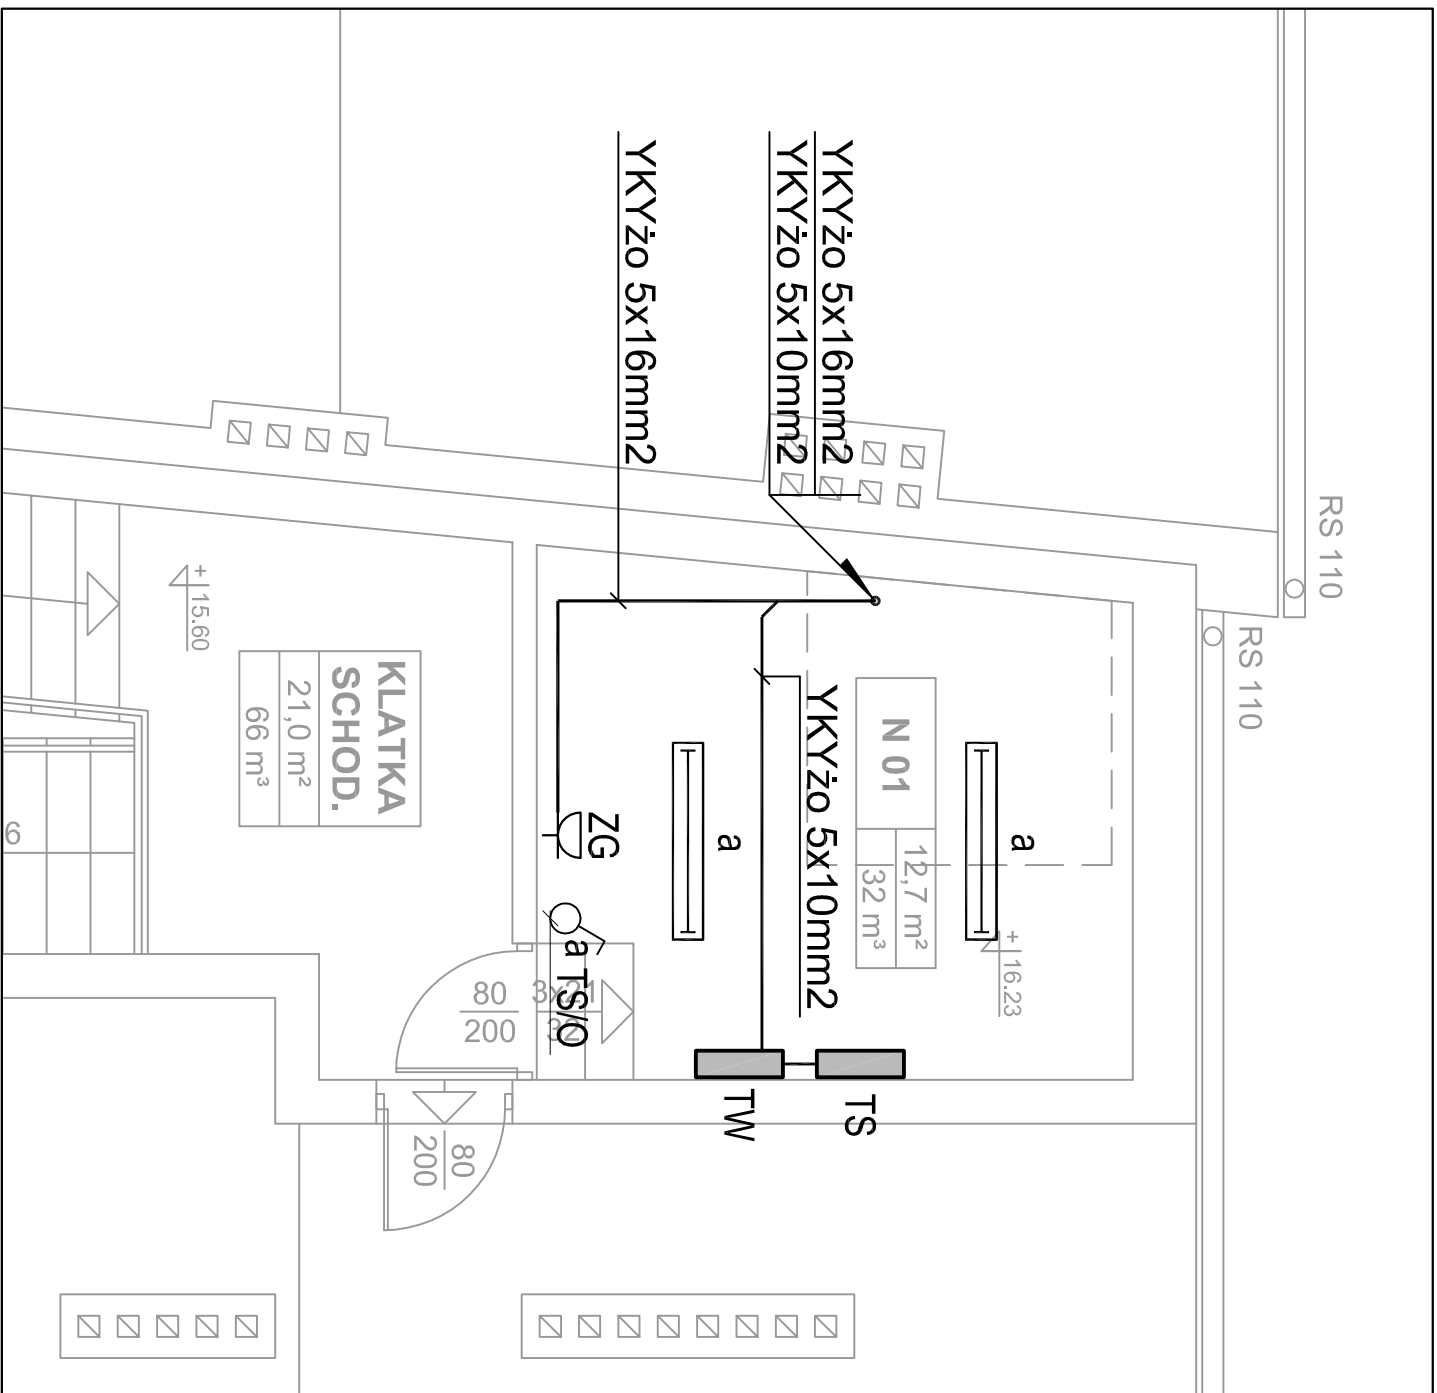 YKYżo 5x16mm2
YKYżo 5x10mm2
YKYżo 5x16mm2
RS 110
RS 110
+15.60
KLATKA
SCHOD.
21,0 m²
66 m³
6
N 01
12,7 m²
32 m³
a
a
YKYżo 5x10mm2
ZG
a TS/O
+16.23
80
200
3x21
32
TW
TS
80
200